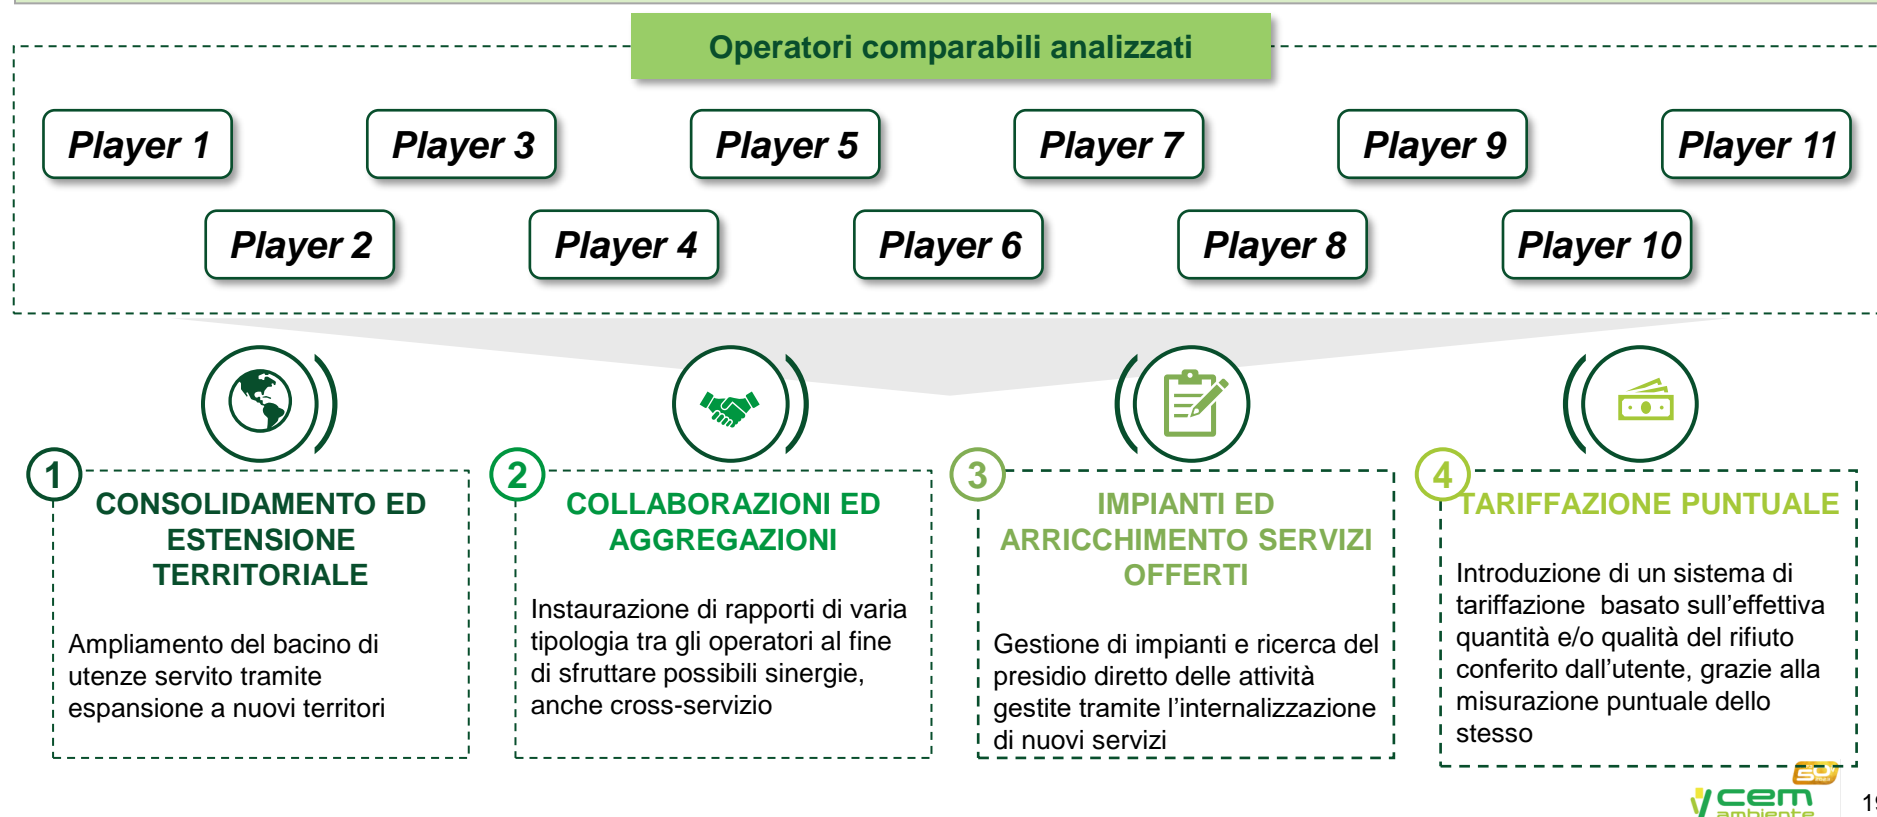 Operatori comparabili analizzati
Player 1
Player 3
Player 5
Player 7
Player 9
Player 11
Player 2
Player 4
Player 6
Player 8
Player 10
1
CONSOLIDAMENTO ED
ESTENSIONE
TERRITORIALE
Ampliamento del bacino di
utenze servito tramite
espansione a nuovi territori
2
COLLABORAZIONI ED
AGGREGAZIONI
Instaurazione di rapporti di varia
tipologia tra gli operatori al fine
di sfruttare possibili sinergie,
anche cross-servizio
3
IMPIANTI ED
ARRICCHIMENTO SERVIZI
OFFERTI
Gestione di impianti e ricerca del
presidio diretto delle attività
gestite tramite l’internalizzazione
di nuovi servizi
4
TARIFFAZIONE PUNTUALE
Introduzione di un sistema di
tariffazione basato sull’effettiva
quantità e/o qualità del rifiuto
conferito dall’utente, grazie alla
misurazione puntuale dello
stesso
50
cem
ambiente